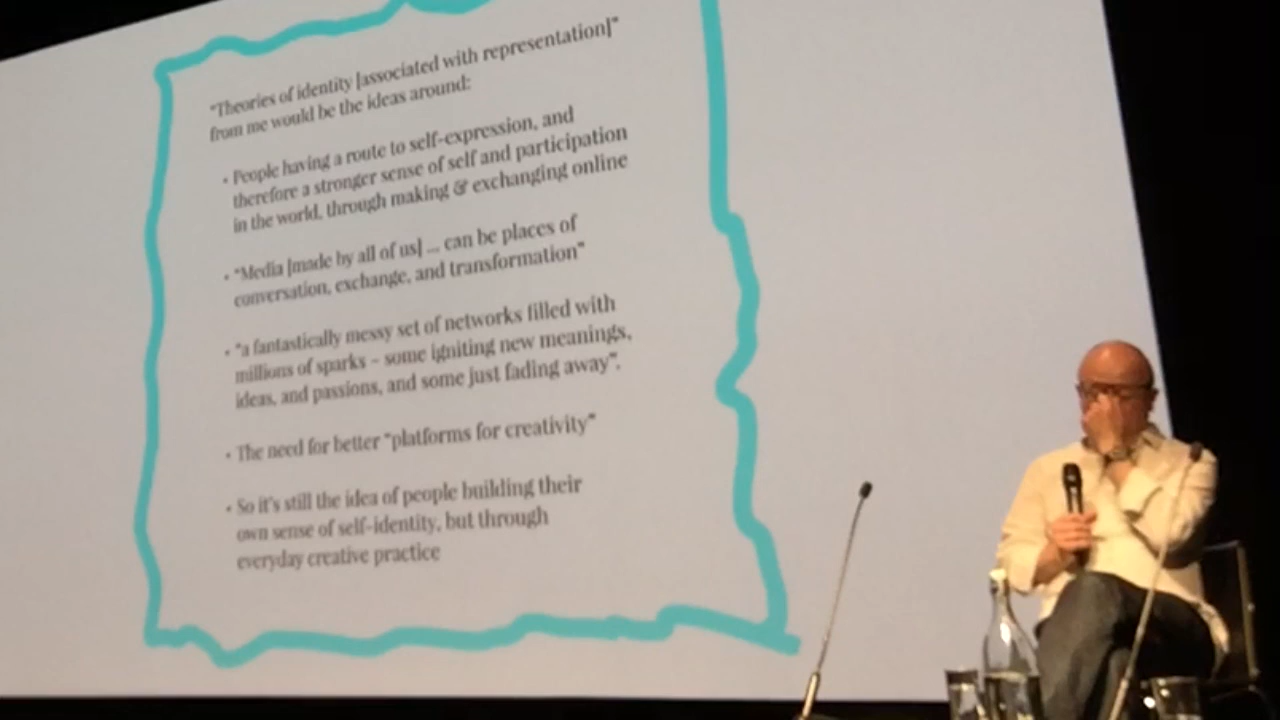 "Theories of identity [associated with representation]"
from me would be the ideas around:
• People having a route to self-expression, and
therefore a stronger sense of self and participation
in the world, through making & exchanging online
• "Media [made by all of us] ... can be places of
conversation, exchange, and transformation"
• "a fantastically messy set of networks filled with
millions of sparks – some igniting new meanings,
ideas, and passions, and some just fading away".
• The need for better "platforms for creativity"
• So it's still the idea of people building their
own sense of self-identity, but through
everyday creative practice